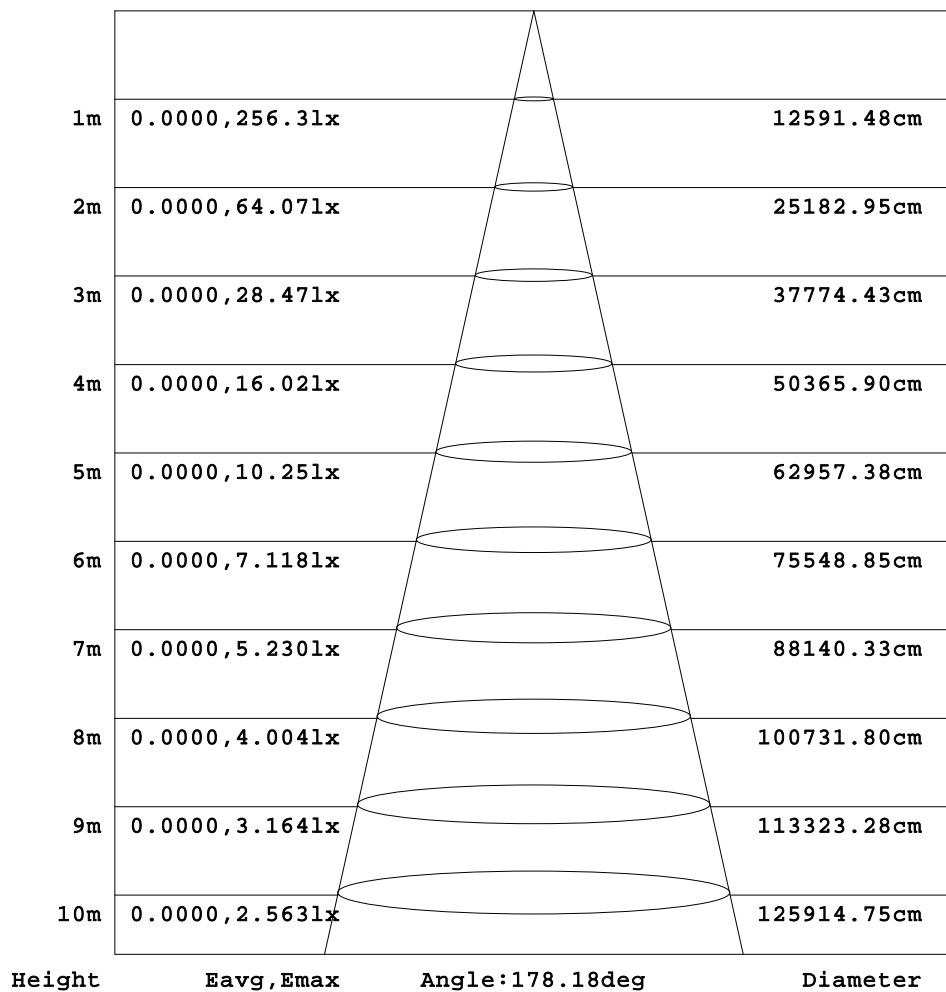 1m 0.0000,256.3lx 12591.48cm
2m 0.0000,64.07lx 25182.95cm
3m 0.0000,28.47lx 37774.43cm
4m 0.0000,16.02lx 50365.90cm
5m 0.0000,10.25lx 62957.38cm
6m 0.0000,7.118lx 75548.85cm
7m 0.0000,5.230lx 88140.33cm
8m 0.0000,4.004lx 100731.80cm
9m 0.0000,3.164lx 113323.28cm
10m 0.0000,2.563lx 125914.75cm
Height Eavg,Emax Angle:178.18deg Diameter